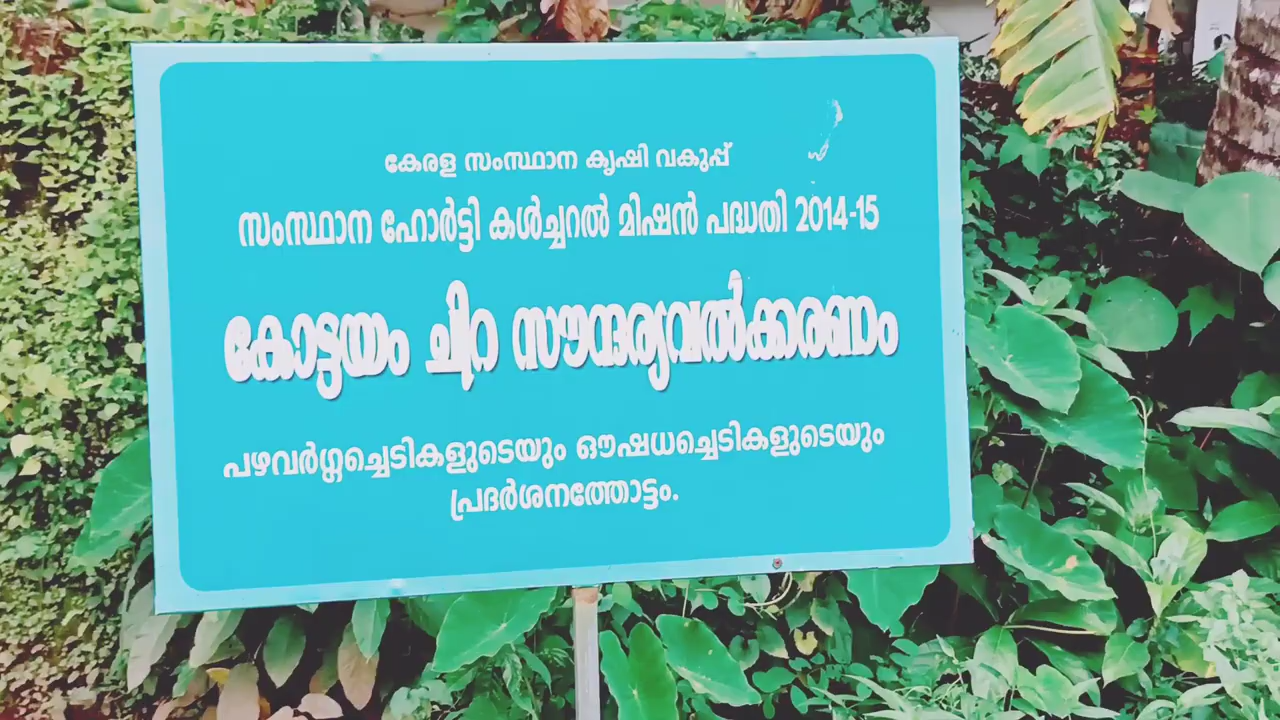 കേരള സംസ്ഥാന കൃഷി വകുപ്പ്
സംസ്ഥാന ഹോർട്ടി കൾച്ചറൽ മിഷൻ പദ്ധതി 2014-15
കോട്ടയം ചിറ സൗന്ദര്യവൽക്കരണം
പഴവർഗ്ഗച്ചെടികളുടെയും ഔഷധച്ചെടികളുടെയും
പ്രദർശനത്തോട്ടം.